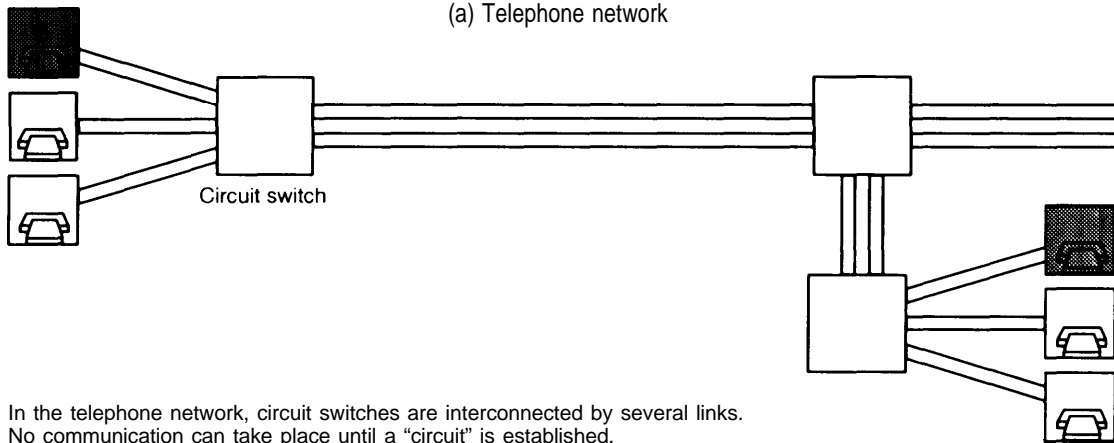 (a) Telephone network
Circuit switch
In the telephone network, circuit switches are interconnected by several links.
No communication can take place until a “circuit” is established.